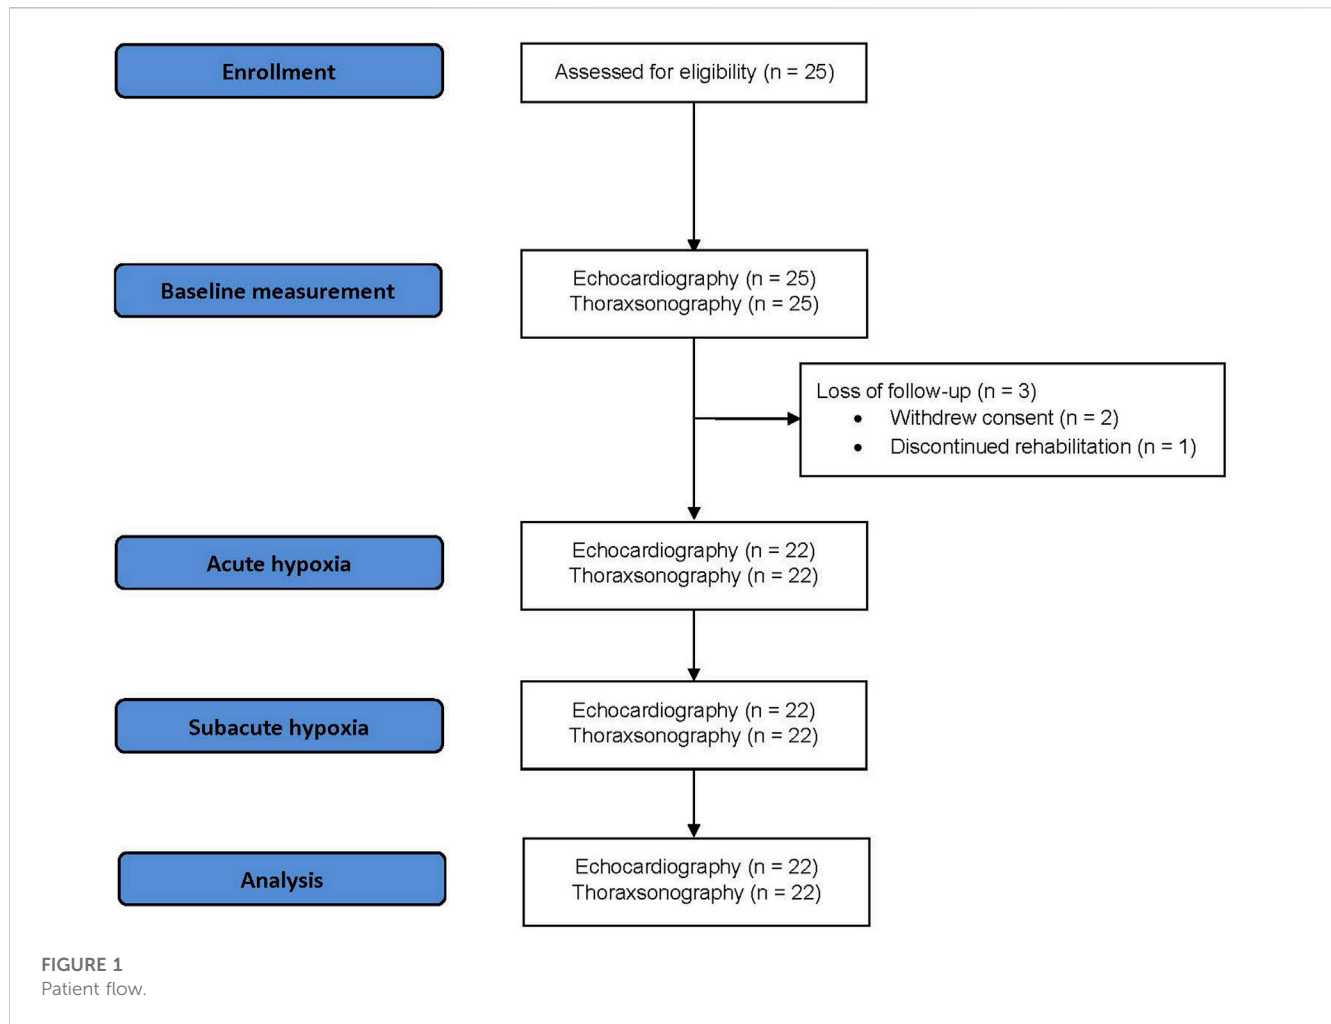 Enrollment
Assessed for eligibility (n = 25)
Baseline measurement
Echocardiography (n = 25)
Thoraxsonography (n = 25)
Loss of follow-up (n = 3)
• Withdrew consent (n = 2)
• Discontinued rehabilitation (n = 1)
Acute hypoxia
Echocardiography (n = 22)
Thoraxsonography (n = 22)
Subacute hypoxia
Echocardiography (n = 22)
Thoraxsonography (n = 22)
Analysis
Echocardiography (n = 22)
Thoraxsonography (n = 22)
FIGURE 1
Patient flow.